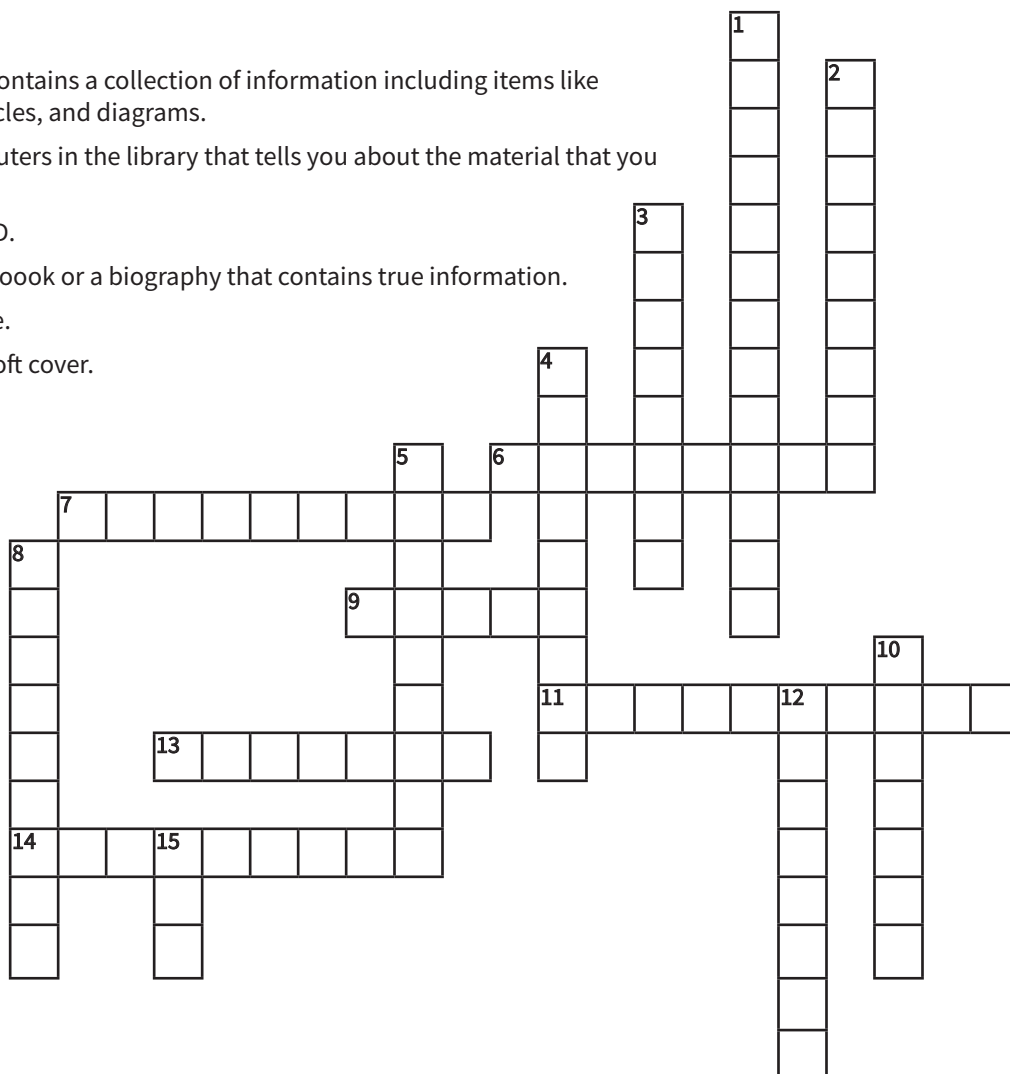 1
ontains a collection of information including items like
2
cles, and diagrams.
uters in the library that tells you about the material that you
3
D.
ook or a biography that contains true information.
e.
oft cover.
4
5
6
7
8
9
10
11
12
13
14
15